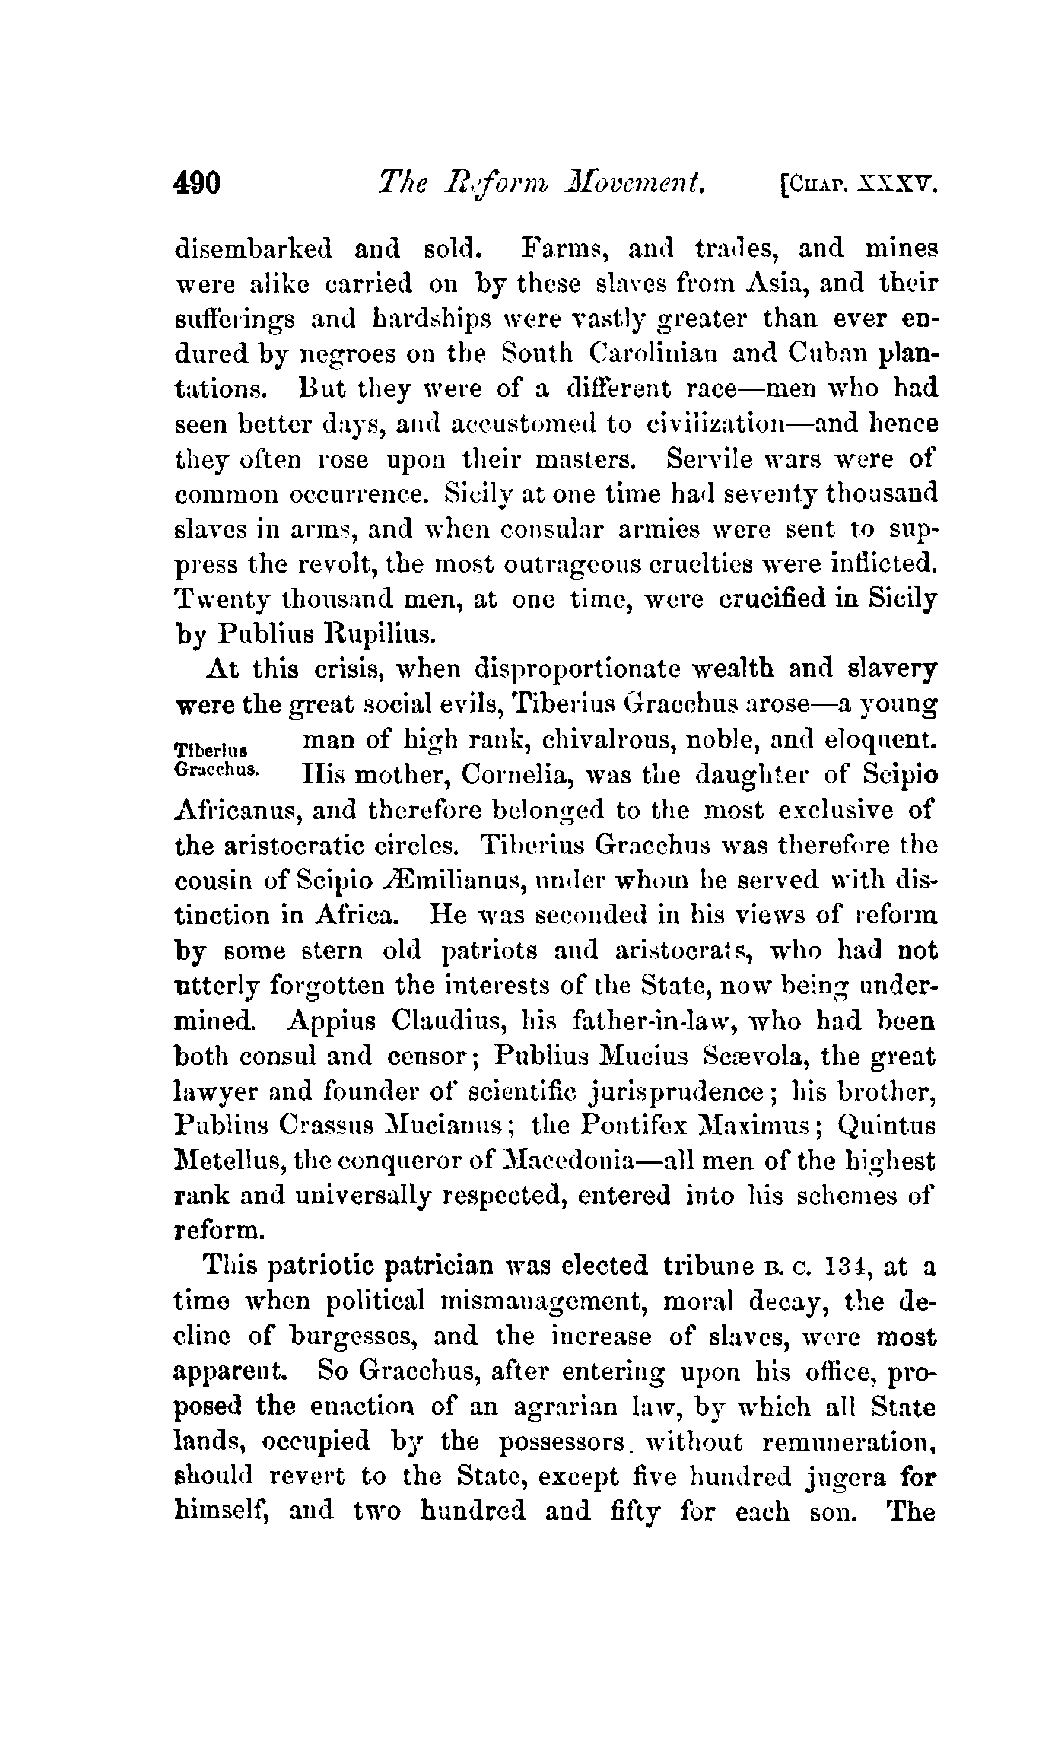 490 The Reform Movement. [CHAP. XXXV.
disembarked and sold. Farms, and trades, and mines
were alike carried on by these slaves from Asia, and their
sufferings and hardships were vastly greater than ever en-
dured by negroes on the South Carolinian and Cuban plan-
tations. But they were of a different race—men who had
seen better days, and accustomed to civilization—and hence
they often rose upon their masters. Servile wars were of
common occurrence. Sicily at one time had seventy thousand
slaves in arms, and when consular armies were sent to sup-
press the revolt, the most outrageous cruelties were inflicted.
Twenty thousand men, at one time, were crucified in Sicily
by Publius Rupilius.
At this crisis, when disproportionate wealth and slavery
were the great social evils, Tiberius Gracchus arose—a young
Tiberius
Gracchus.
man of high rank, chivalrous, noble, and eloquent.
His mother, Cornelia, was the daughter of Scipio
Africanus, and therefore belonged to the most exclusive of
the aristocratic circles. Tiberius Gracchus was therefore the
cousin of Scipio Æmilianus, under whom he served with dis-
tinction in Africa. He was seconded in his views of reform
by some stern old patriots and aristocrats, who had not
utterly forgotten the interests of the State, now being under-
mined. Appius Claudius, his father-in-law, who had been
both consul and censor; Publius Mucius Scævola, the great
lawyer and founder of scientific jurisprudence; his brother,
Publius Crassus Mucianus; the Pontifex Maximus; Quintus
Metellus, the conqueror of Macedonia—all men of the highest
rank and universally respected, entered into his schemes of
reform.
This patriotic patrician was elected tribune B. C. 134, at a
time when political mismanagement, moral decay, the de-
cline of burgesses, and the increase of slaves, were most
apparent. So Gracchus, after entering upon his office, pro-
posed the enaction of an agrarian law, by which all State
lands, occupied by the possessors. without remuneration,
should revert to the State, except five hundred jugera for
himself, and two hundred and fifty for each son. The